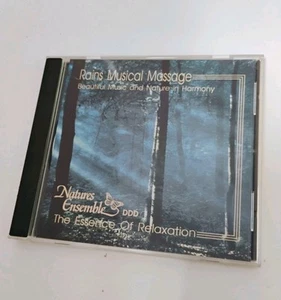 Rains Musical Massage
Beautiful Music and Nature in Harmony
Natures
Ensemble
DDD
The Essence Of Relaxation